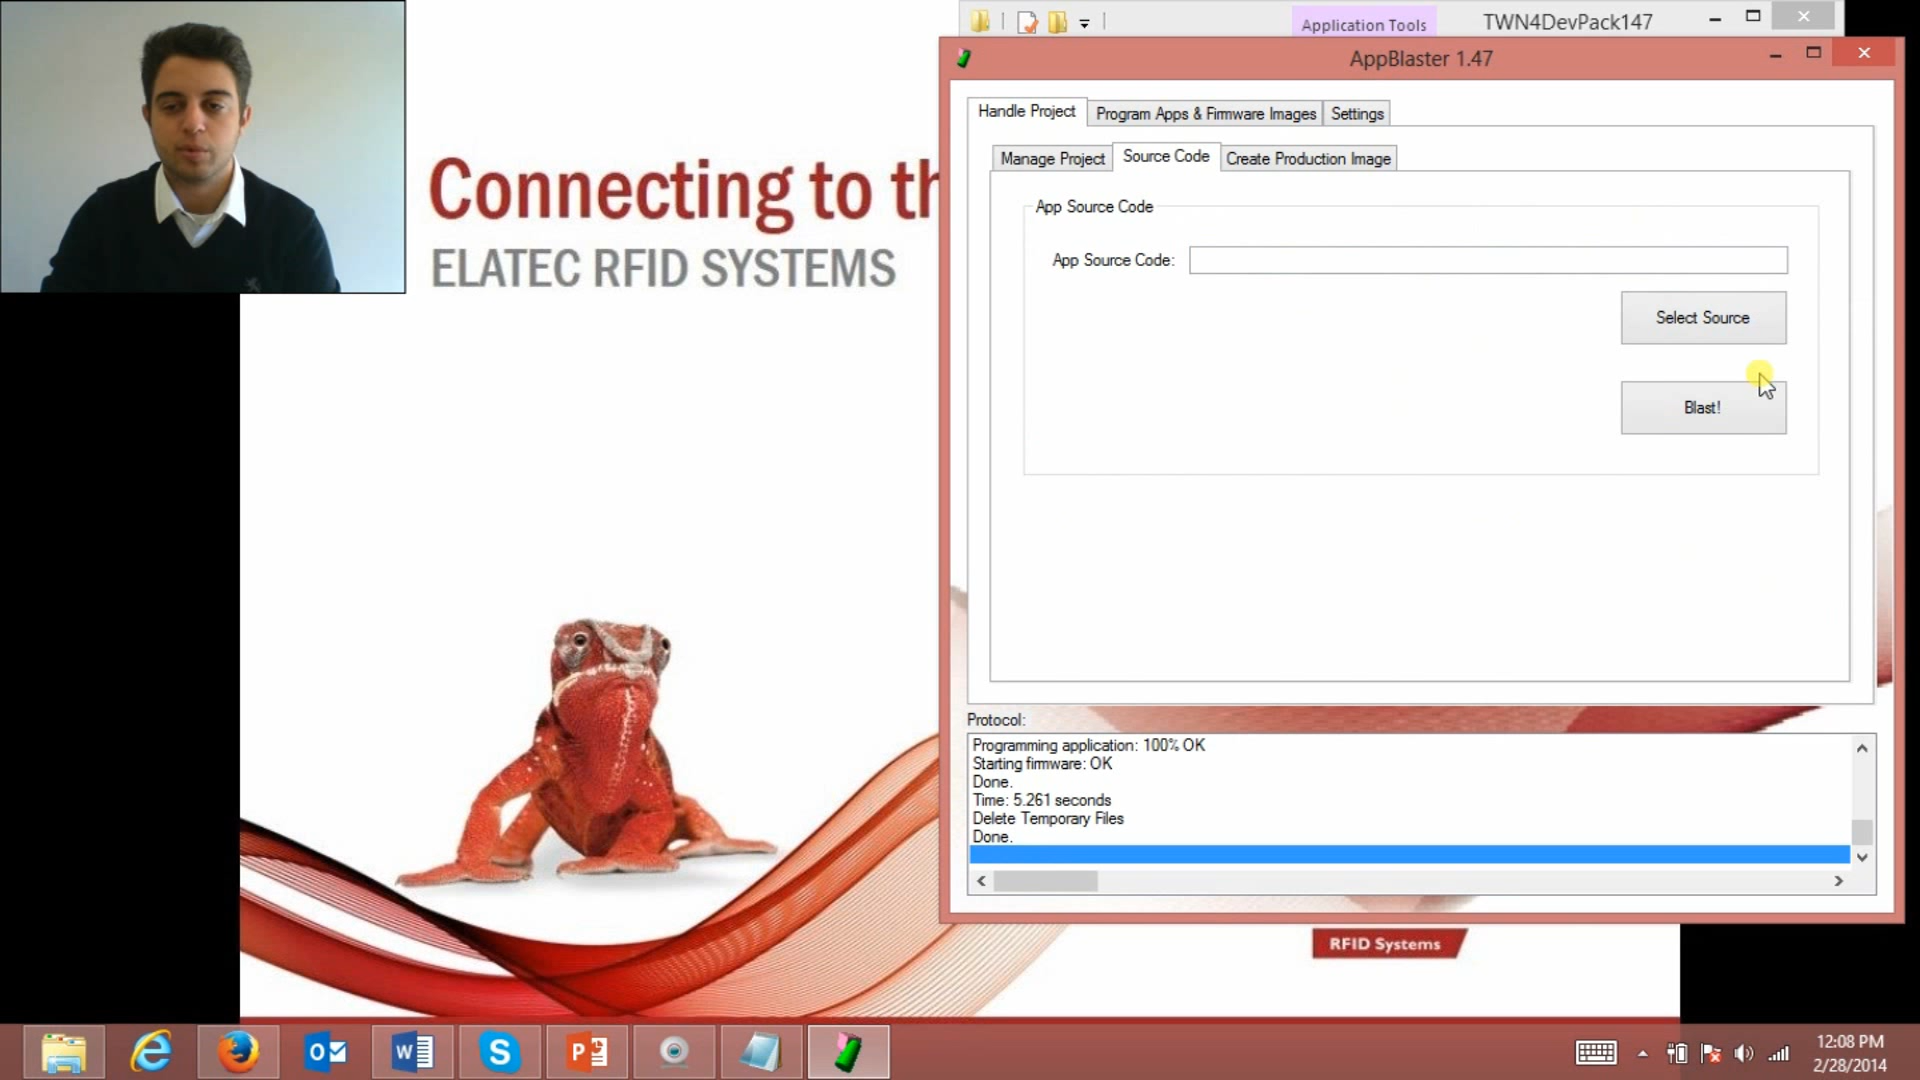 Application Tools
TWN4DevPack147
AppBlaster 1.47
Handle Project
Program Apps & Firmware Images
Settings
Manage Project
Source Code
Create Production Image
App Source Code
App Source Code:
Select Source
Blast!
Connecting to th
ELATEC RFID SYSTEMS
Protocol:
Programming application: 100% OK
Starting firmware: OK
Done.
Time: 5.261 seconds
Delete Temporary Files
Done.
RFID Systems
12:08 PM
2/28/2014